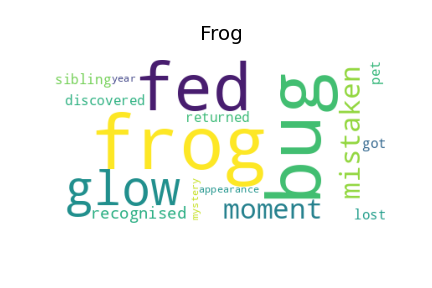 Frog
sibling
year
fed
bug
mistaken
pet
discovered
returned
frog
got
glow
recognised
mystery
appearance
moment
lost